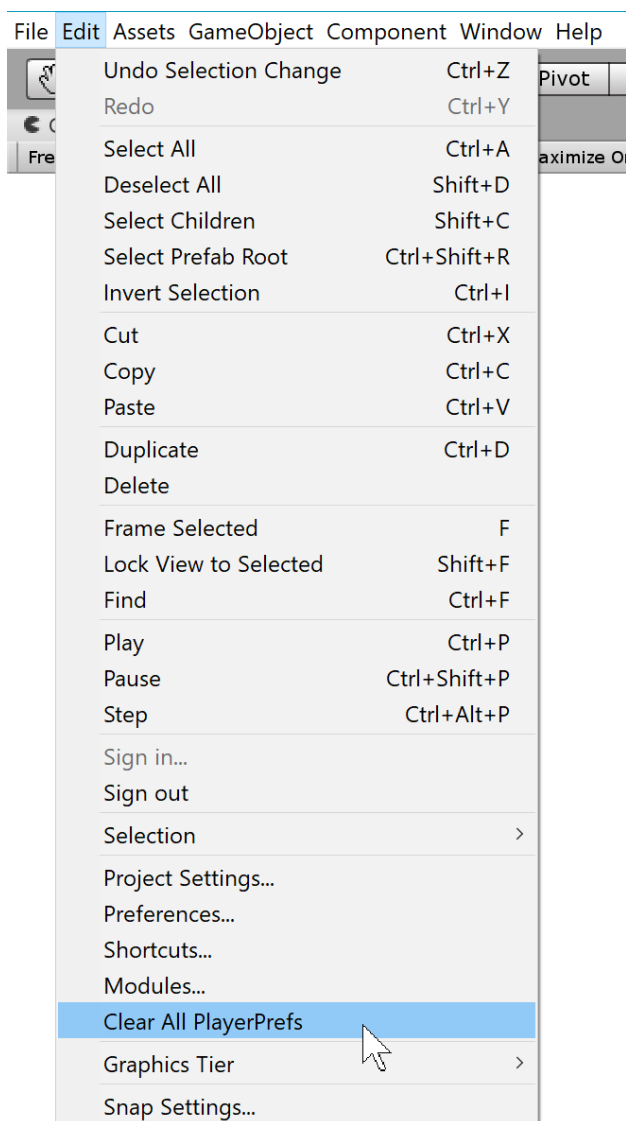 File Edit Assets GameObject Component Window Help
Undo Selection Change Ctrl+Z
Pivot
Redo Ctrl+Y
Select All Ctrl+A
Deselect All Shift+D
Select Children Shift+C
Select Prefab Root Ctrl+Shift+R
Invert Selection Ctrl+I
Cut Ctrl+X
Copy Ctrl+C
Paste Ctrl+V
Duplicate Ctrl+D
Delete
Frame Selected F
Lock View to Selected Shift+F
Find Ctrl+F
Play Ctrl+P
Pause Ctrl+Shift+P
Step Ctrl+Alt+P
Sign in...
Sign out
Selection
Project Settings...
Preferences...
Shortcuts...
Modules...
Clear All PlayerPrefs
Graphics Tier
Snap Settings...